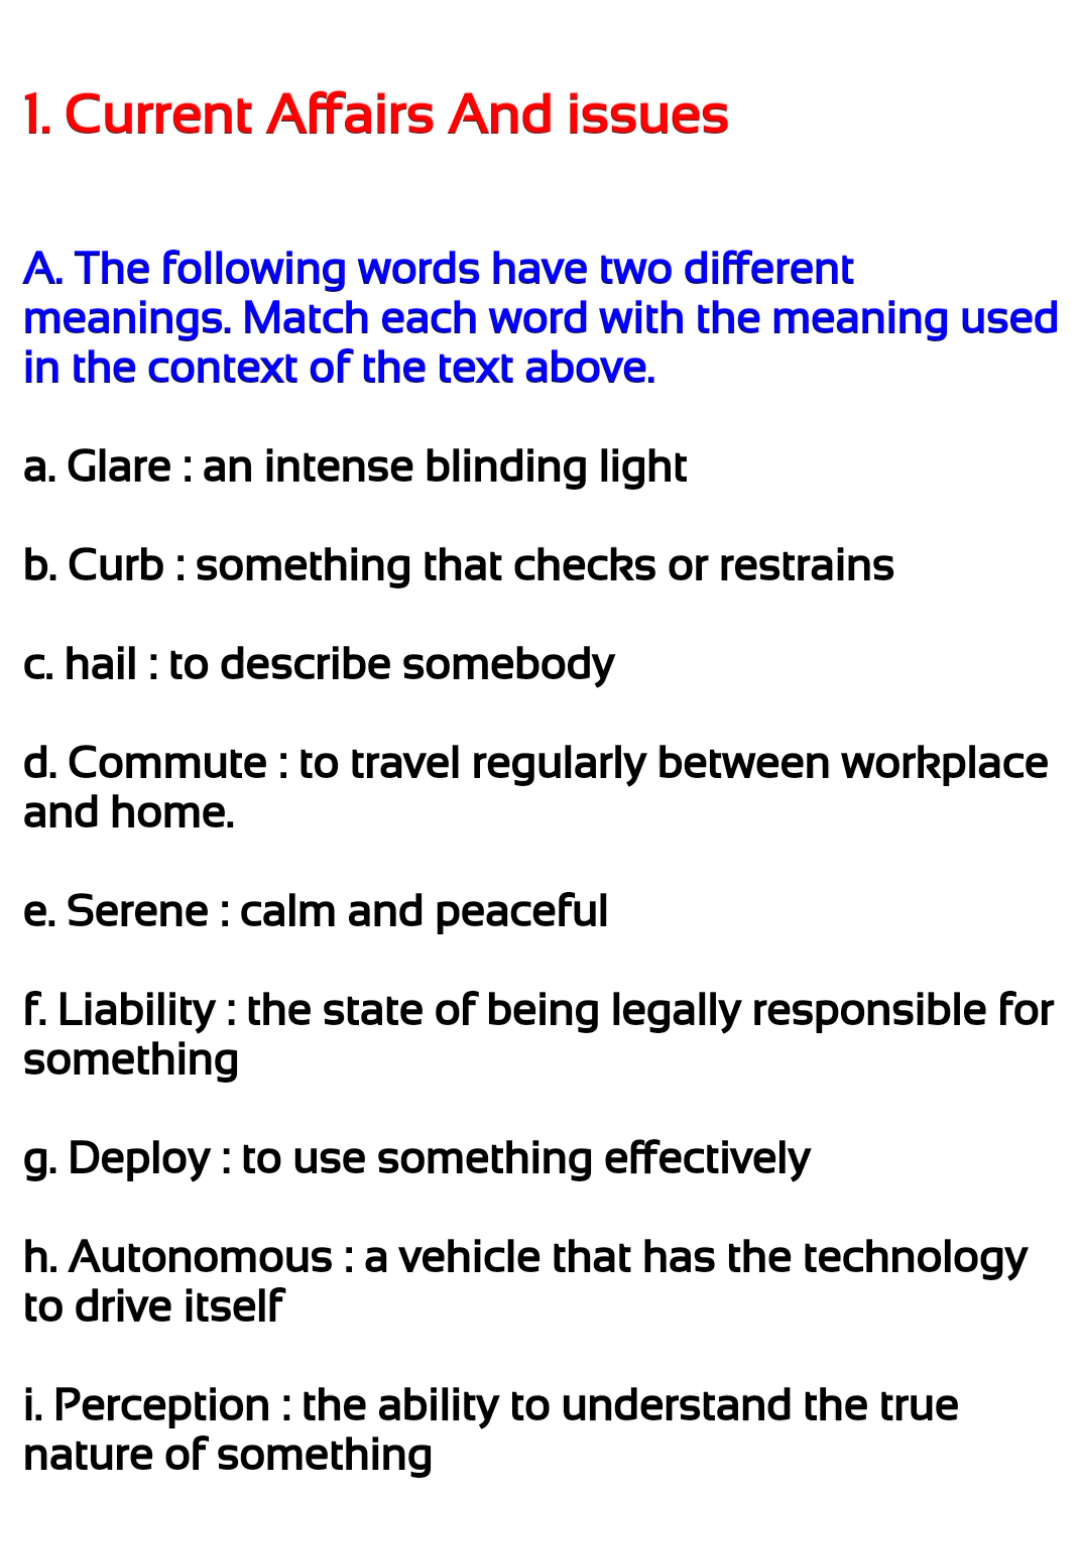 1. Current Affairs And issues
A. The following words have two different
meanings. Match each word with the meaning used
in the context of the text above.
a. Glare : an intense blinding light
b. Curb : something that checks or restrains
c. hail : to describe somebody
d. Commute : to travel regularly between workplace
and home.
e. Serene : calm and peaceful
f. Liability : the state of being legally responsible for
something
g. Deploy : to use something effectively
h. Autonomous : a vehicle that has the technology
to drive itself
i. Perception : the ability to understand the true
nature of something